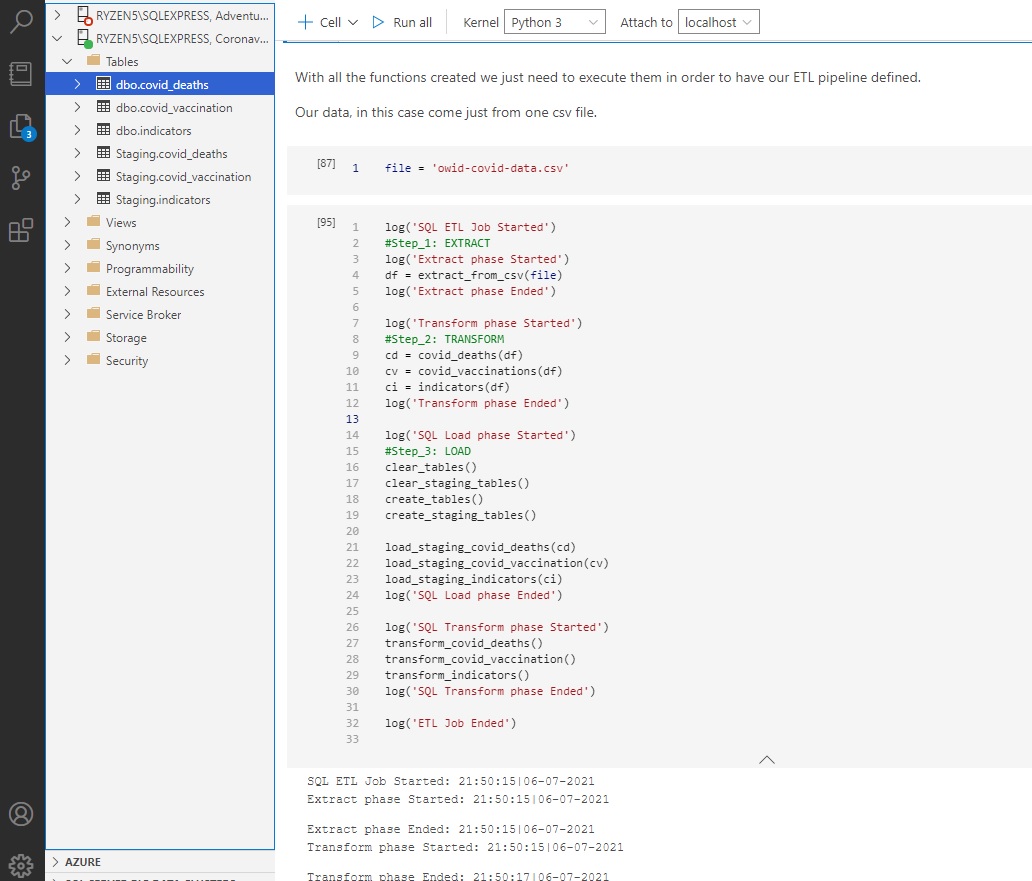 RYZEN5\SQLEXPRESS, Adventu...
RYZEN5\SQLEXPRESS, Coronav...
Tables
dbo.covid_deaths
dbo.covid_vaccination
dbo.indicators
Staging.covid_deaths
Staging.covid_vaccination
Staging.indicators
Views
Synonyms
Programmability
External Resources
Service Broker
Storage
Security
3
AZURE
Cell Run all Kernel Python 3 Attach to localhost
With all the functions created we just need to execute them in order to have our ETL pipeline defined.
Our data, in this case come just from one csv file.
[87] 1 file = 'owid-covid-data.csv'
[95] 1 log('SQL ETL Job Started')
2 #Step_1: EXTRACT
3 log('Extract phase Started')
4 df = extract_from_csv(file)
5 log('Extract phase Ended')
6
7 log('Transform phase Started')
8 #Step_2: TRANSFORM
9 cd = covid_deaths(df)
10 cv = covid_vaccinations(df)
11 ci = indicators(df)
12 log('Transform phase Ended')
13
14 log('SQL Load phase Started')
15 #Step_3: LOAD
16 clear_tables()
17 clear_staging_tables()
18 create_tables()
19 create_staging_tables()
20
21 load_staging_covid_deaths(cd)
22 load_staging_covid_vaccination(cv)
23 load_staging_indicators(ci)
24 log('SQL Load phase Ended')
25
26 log('SQL Transform phase Started')
27 transform_covid_deaths()
28 transform_covid_vaccination()
29 transform_indicators()
30 log('SQL Transform phase Ended')
31
32 log('ETL Job Ended')
33
SQL ETL Job Started: 21:50:15|06-07-2021
Extract phase Started: 21:50:15|06-07-2021
Extract phase Ended: 21:50:15|06-07-2021
Transform phase Started: 21:50:15|06-07-2021
Transform phase Ended: 21:50:17|06-07-2021